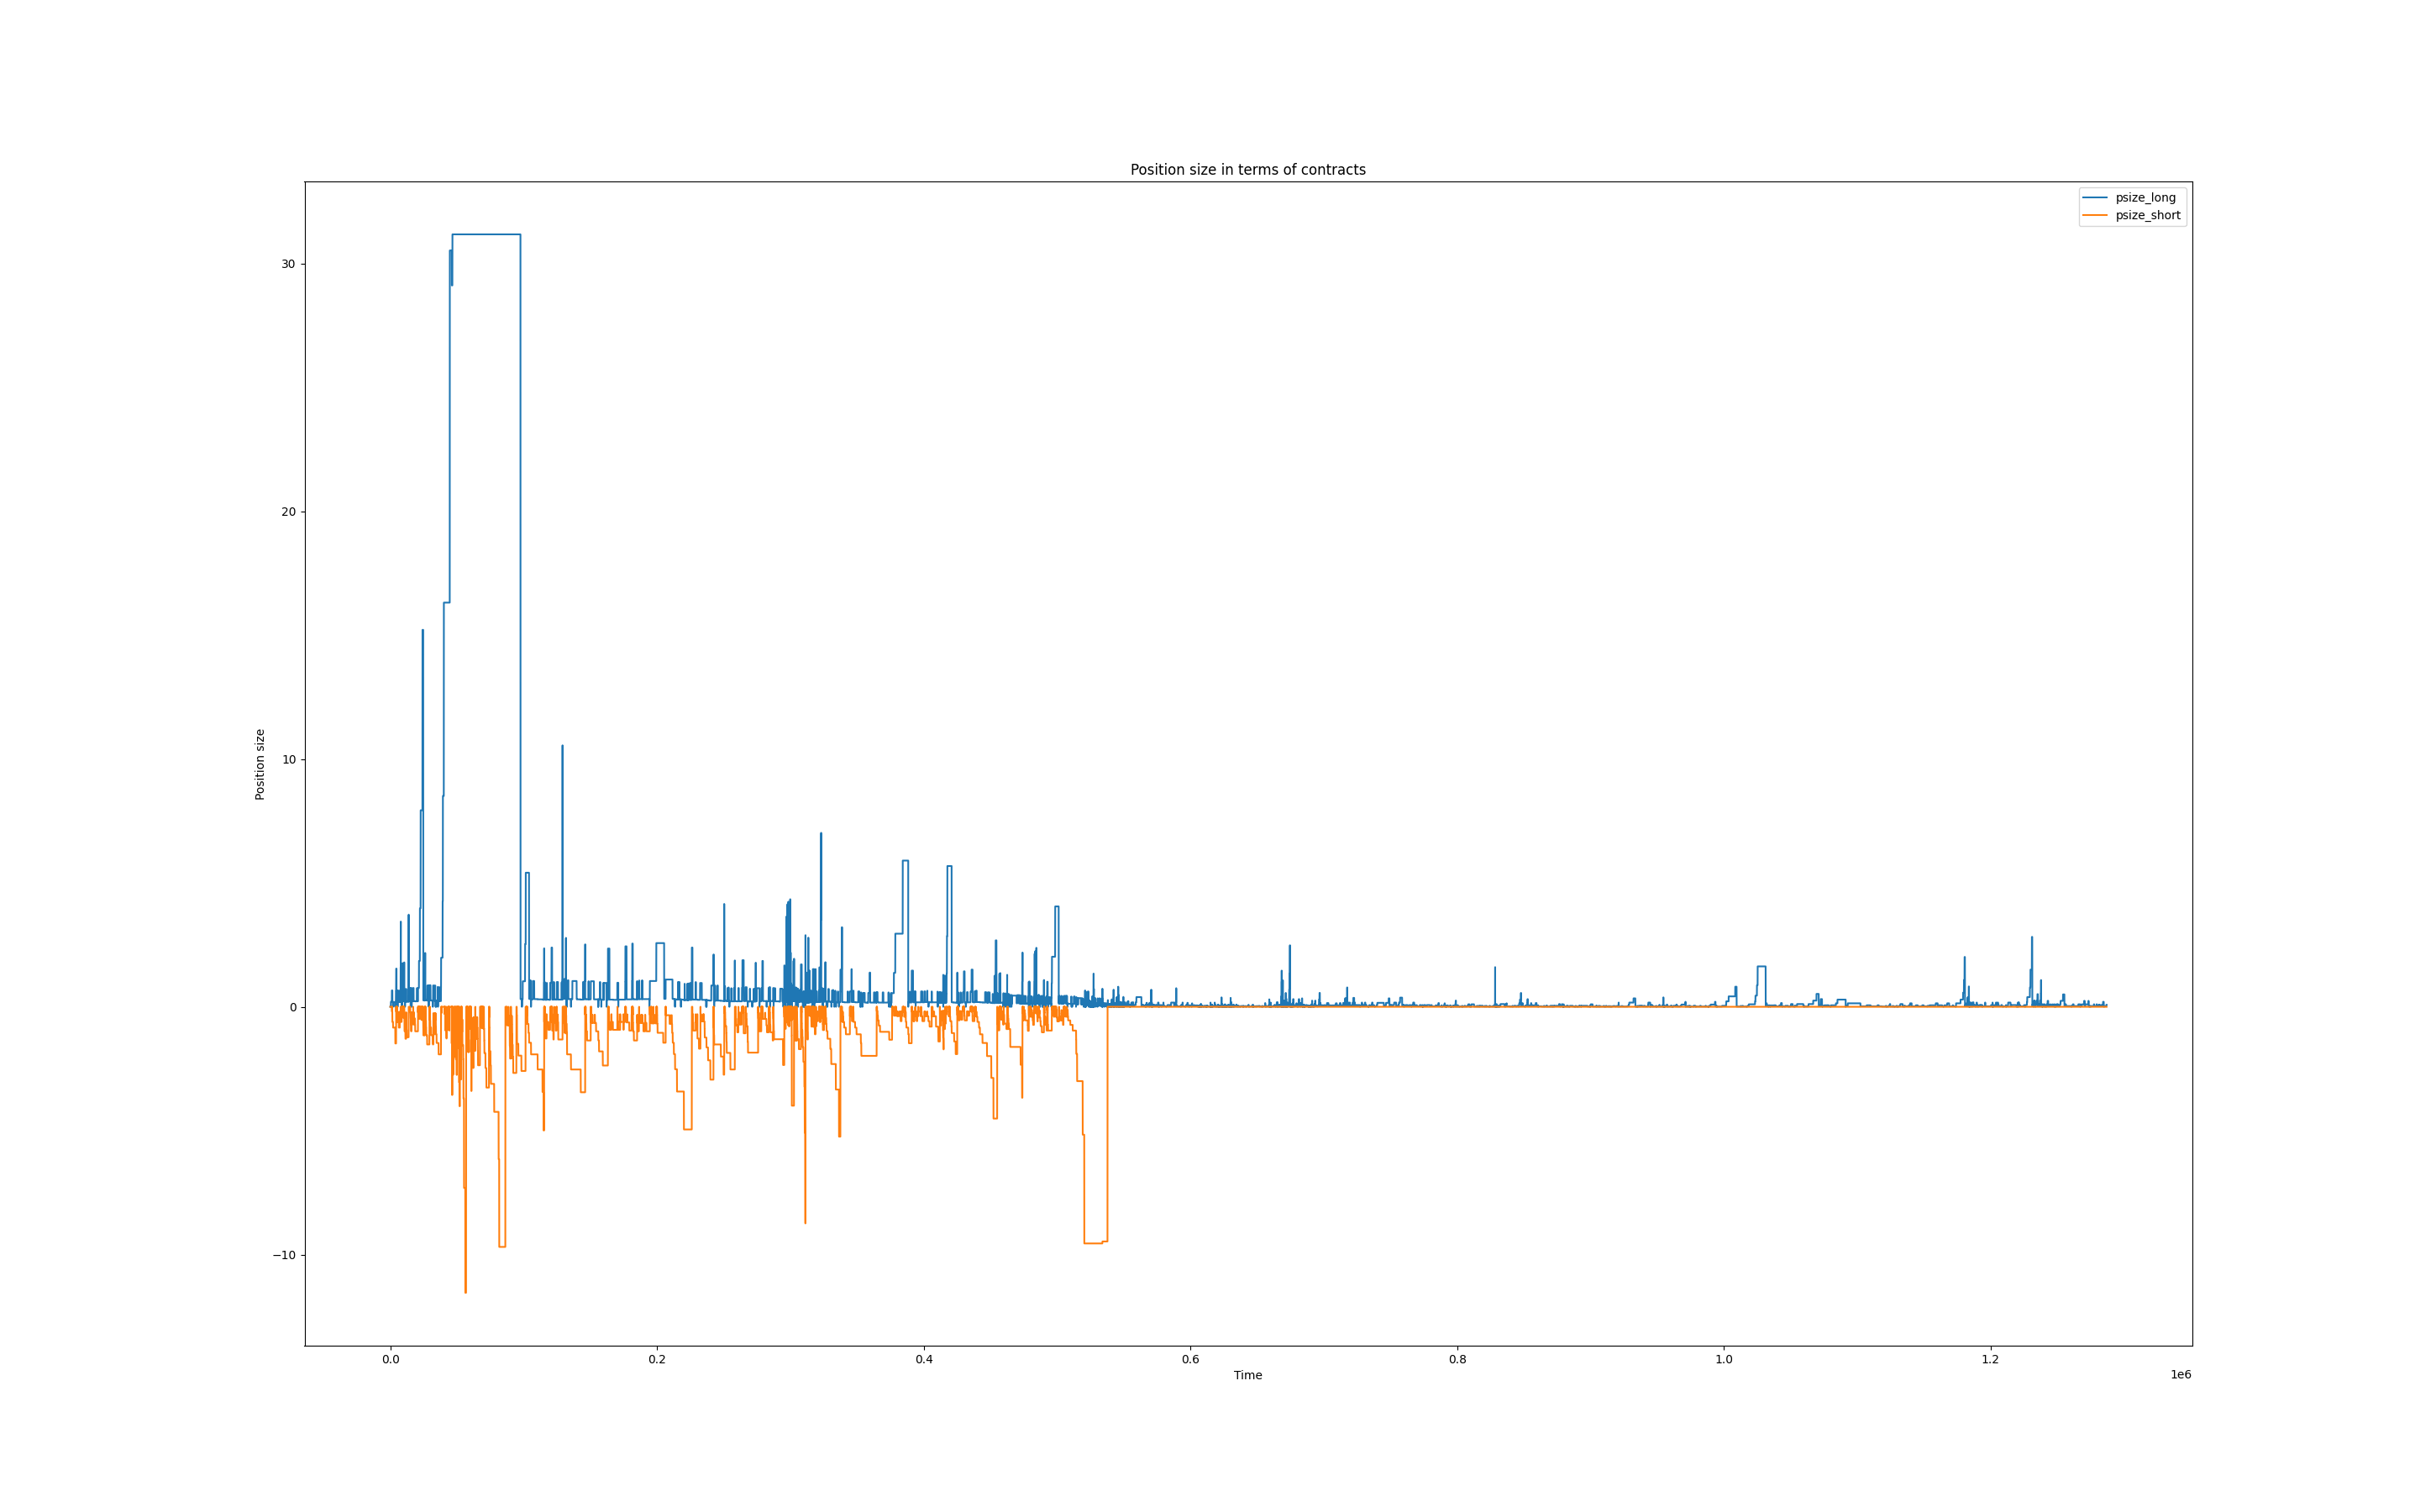 Position size in terms of contracts
psize_long
psize_short
Position size
30
20
10
0
−10
0.0
0.2
0.4
0.6
0.8
1.0
1.2
1e6
Time